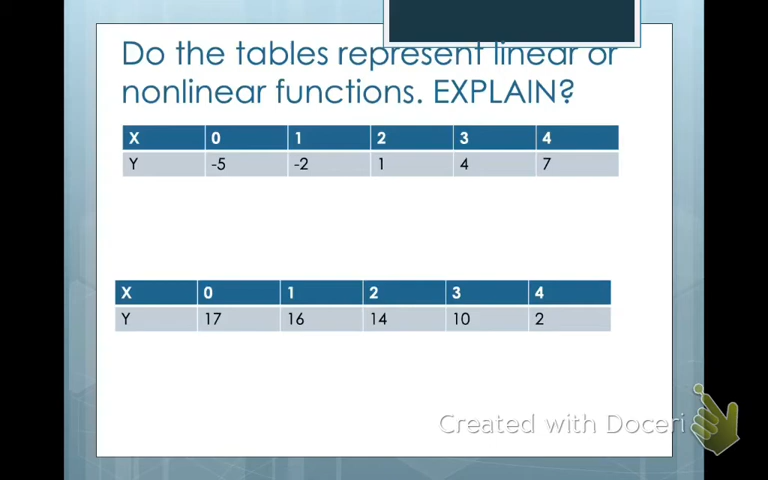 Do the tables represent linear or
nonlinear functions. EXPLAIN?
X 0 1 2 3 4
Y -5 -2 1 4 7
X 0 1 2 3 4
Y 17 16 14 10 2
Created with Doceri